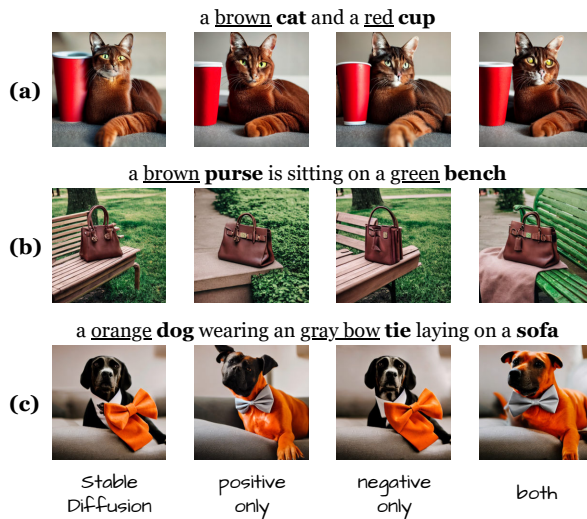 a brown cat and a red cup
(a)
a brown purse is sitting on a green bench
(b)
a orange dog wearing an gray bow tie laying on a sofa
(c)
Stable
Diffusion
positive
only
negative
only
both